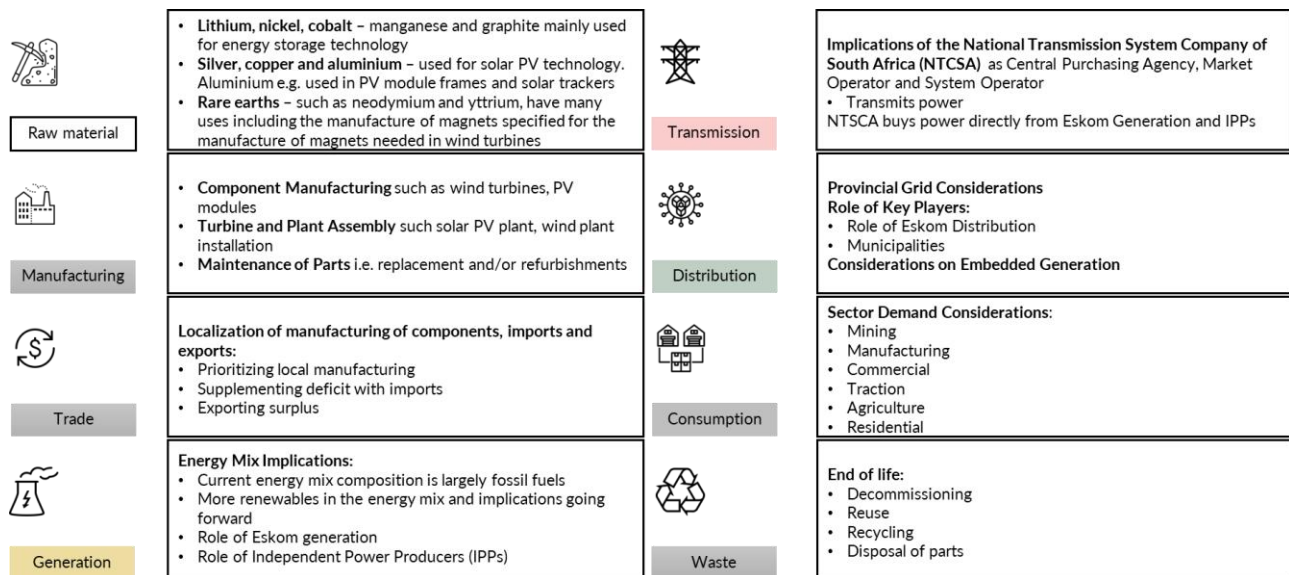 Raw material
• Lithium, nickel, cobalt – manganese and graphite mainly used
for energy storage technology
• Silver, copper and aluminium – used for solar PV technology.
Aluminium e.g. used in PV module frames and solar trackers
• Rare earths – such as neodymium and yttrium, have many
uses including the manufacture of magnets specified for the
manufacture of magnets needed in wind turbines
Transmission
Implications of the National Transmission System Company of
South Africa (NTCSA) as Central Purchasing Agency, Market
Operator and System Operator
• Transmits power
NTSCA buys power directly from Eskom Generation and IPPs
Manufacturing
• Component Manufacturing such as wind turbines, PV
modules
• Turbine and Plant Assembly such solar PV plant, wind plant
installation
• Maintenance of Parts i.e. replacement and/or refurbishments
Distribution
Provincial Grid Considerations
Role of Key Players:
• Role of Eskom Distribution
• Municipalities
Considerations on Embedded Generation
Trade
$
Localization of manufacturing of components, imports and
exports:
• Prioritizing local manufacturing
• Supplementing deficit with imports
• Exporting surplus
Consumption
Sector Demand Considerations:
• Mining
• Manufacturing
• Commercial
• Traction
• Agriculture
• Residential
Generation
Energy Mix Implications:
• Current energy mix composition is largely fossil fuels
• More renewables in the energy mix and implications going
forward
• Role of Eskom generation
• Role of Independent Power Producers (IPPs)
Waste
End of life:
• Decommissioning
• Reuse
• Recycling
• Disposal of parts